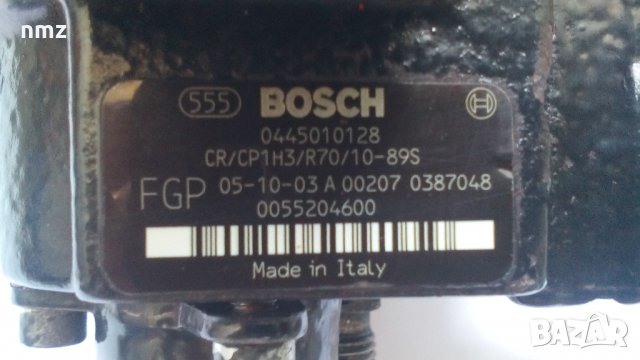 nmz
555 BOSCH
0445010128
CR/CP1H3/R70/10-89S
FGP 05-10-03 A 00207 0387048
0055204600
Made in Italy
BAZAR